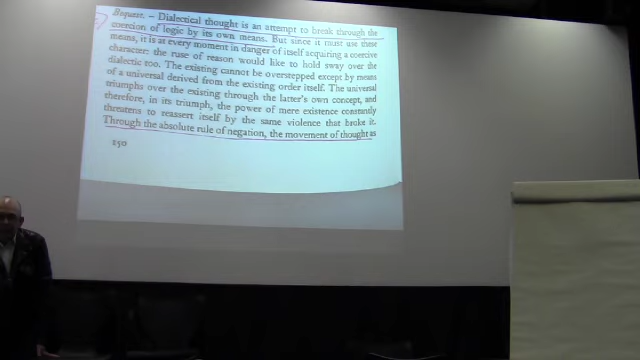 Bequest. – Dialectical thought is an attempt to break through the
coercion of logic by its own means. But since it must use these
means, it is at every moment in danger of itself acquiring a coercive
character: the ruse of reason would like to hold sway over the
dialectic too. The existing cannot be overstepped except by means
of a universal derived from the existing order itself. The universal
triumphs over the existing through the latter's own concept, and
therefore, in its triumph, the power of mere existence constantly
threatens to reassert itself by the same violence that broke it.
Through the absolute rule of negation, the movement of thought as
150